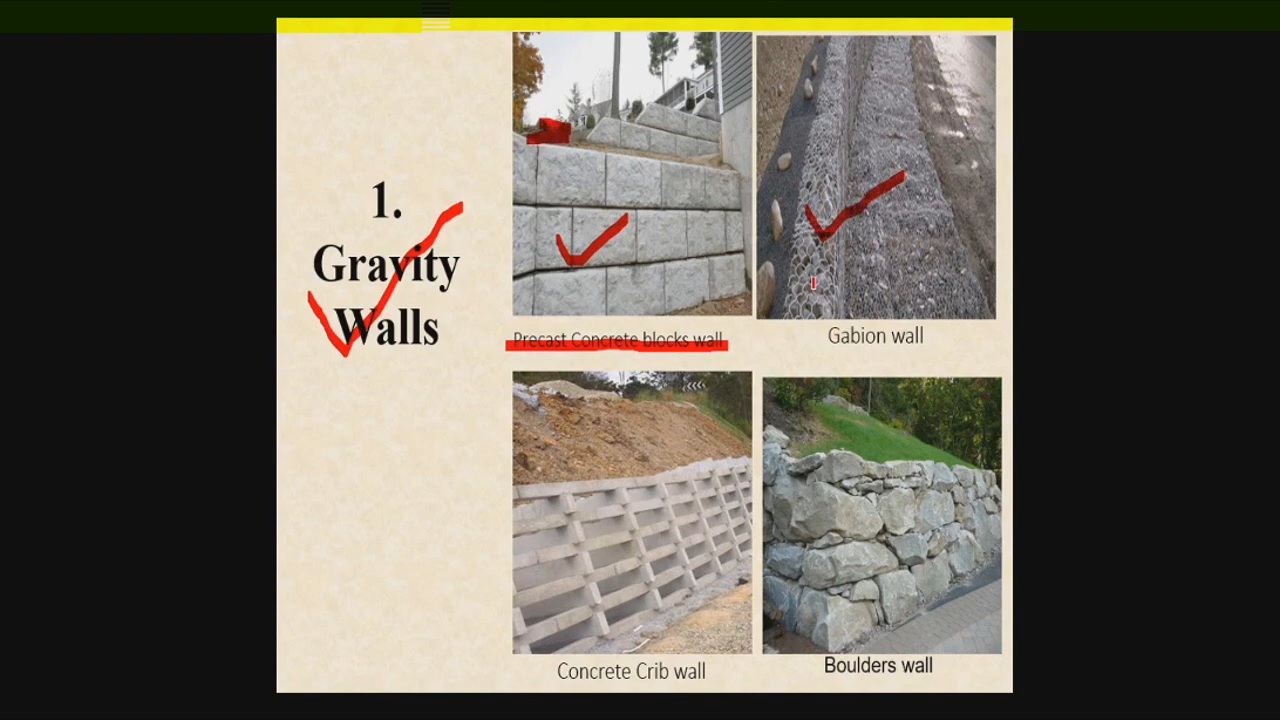 1.
Gravity
Walls
Precast Concrete blocks wall
Gabion wall
Concrete Crib wall
Boulders wall